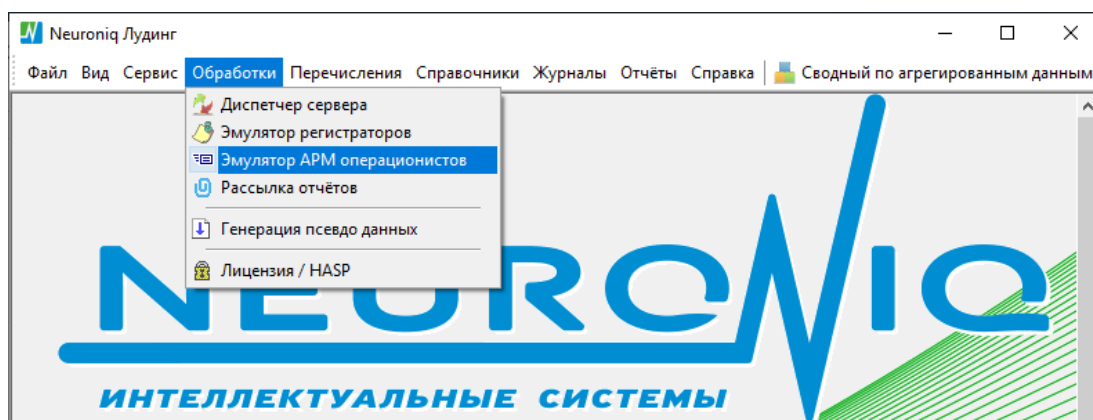 Neuroniq Лудинг
Файл Вид Сервис Обработки Перечисления Справочники Журналы Отчёты Справка Сводный по агрегированным данным
Диспетчер сервера
Эмулятор регистраторов
Эмулятор АРМ операционистов
Рассылка отчётов
Генерация псевдо данных
Лицензия / HASP
NEURONIQ
ИНТЕЛЛЕКТУАЛЬНЫЕ СИСТЕМЫ